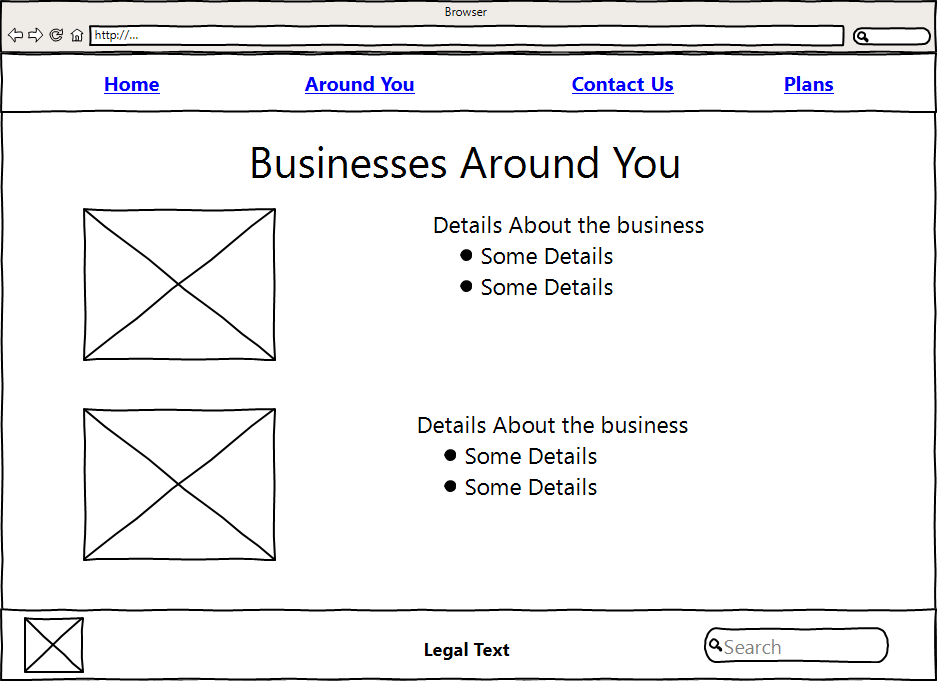 Browser
http://...
Home Around You Contact Us Plans
Businesses Around You
Details About the business
Some Details
Some Details
Details About the business
Some Details
Some Details
Legal Text
Search